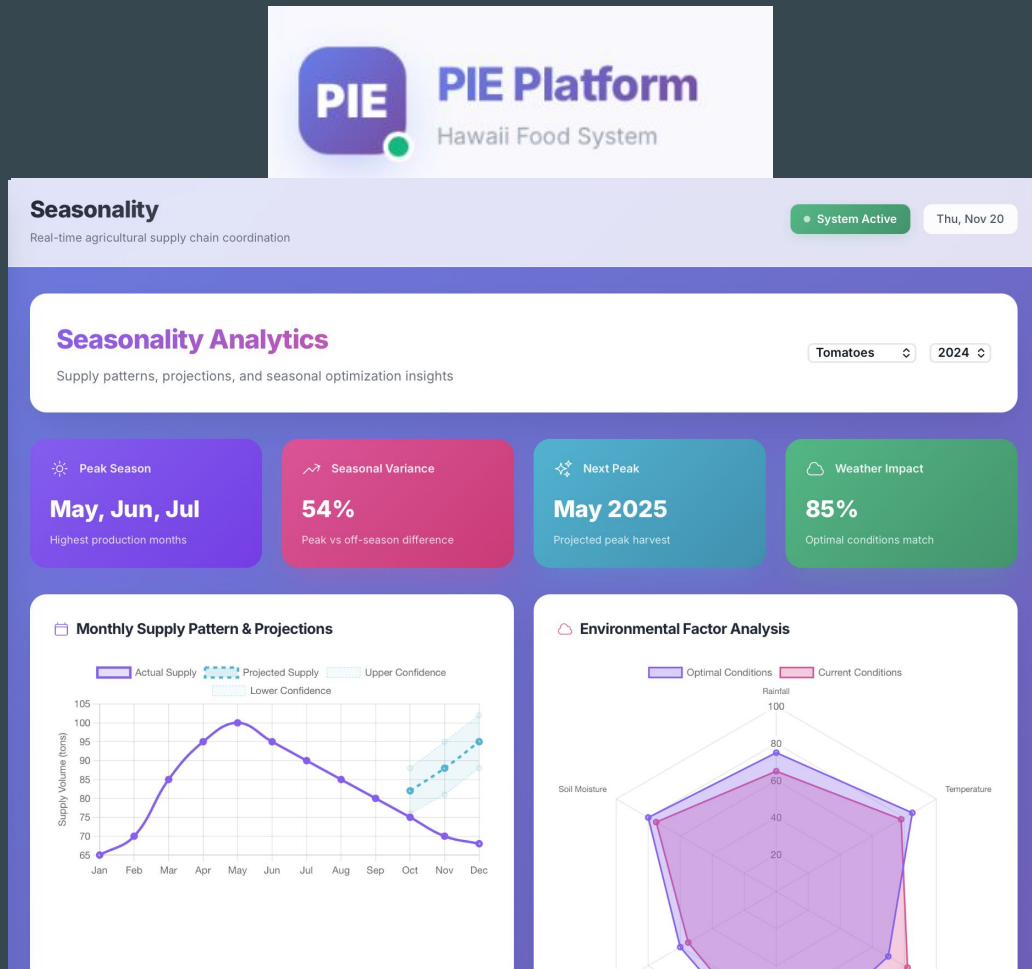 PIE
PIE Platform
Hawaii Food System
Seasonality
Real-time agricultural supply chain coordination
System Active
Thu, Nov 20
Seasonality Analytics
Supply patterns, projections, and seasonal optimization insights
Tomatoes
2024
Peak Season
May, Jun, Jul
Highest production months
Seasonal Variance
54%
Peak vs off-season difference
Next Peak
May 2025
Projected peak harvest
Weather Impact
85%
Optimal conditions match
Monthly Supply Pattern & Projections
Actual Supply
Projected Supply
Upper Confidence
Lower Confidence
Supply Volume (tons)
105
100
95
90
85
80
75
70
65
Jan
Feb
Mar
Apr
May
Jun
Jul
Aug
Sep
Oct
Nov
Dec
Environmental Factor Analysis
Optimal Conditions
Current Conditions
Rainfall
100
80
60
40
20
Soil Moisture
Temperature